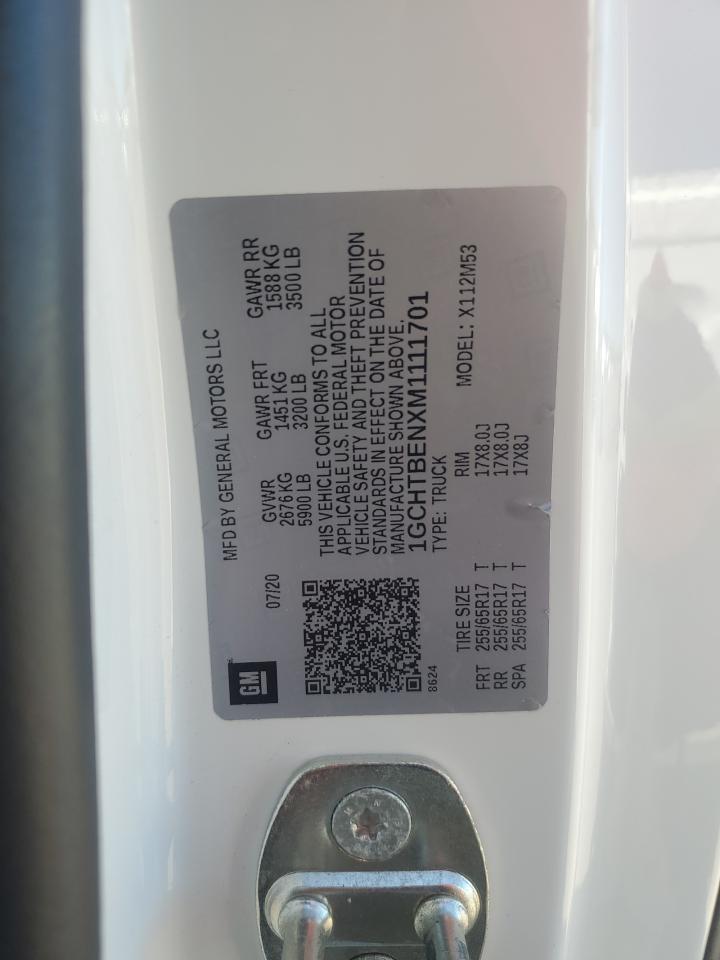 GM
MFD BY GENERAL MOTORS LLC
07/20
GVWR GAWR FRT GAWR RR
2676 KG 1451 KG 1588 KG
5900 LB 3200 LB 3500 LB
THIS VEHICLE CONFORMS TO ALL
APPLICABLE U.S. FEDERAL MOTOR
VEHICLE SAFETY AND THEFT PREVENTION
STANDARDS IN EFFECT ON THE DATE OF
MANUFACTURE SHOWN ABOVE.
1GCHTBENXM1111701
8624
TYPE: TRUCK MODEL: X112M53
TIRE SIZE RIM
FRT 255/65R17 T 17X8.0J
RR 255/65R17 T 17X8.0J
SPA 255/65R17 T 17X8J